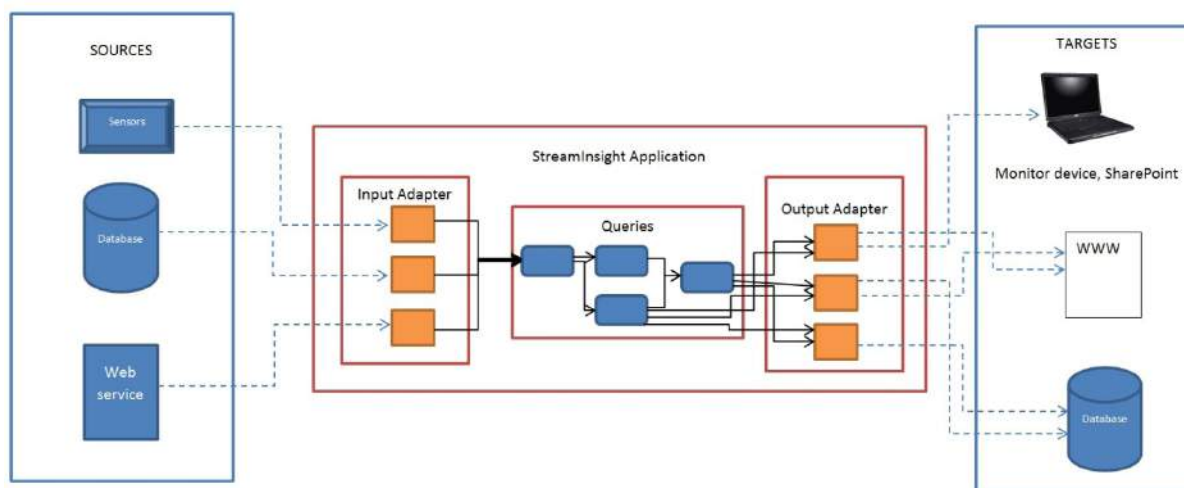 SOURCES
Sensors
Database
Web
service
StreamInsight Application
Input Adapter
Queries
Output Adapter
TARGETS
Monitor device, SharePoint
WWW
Database